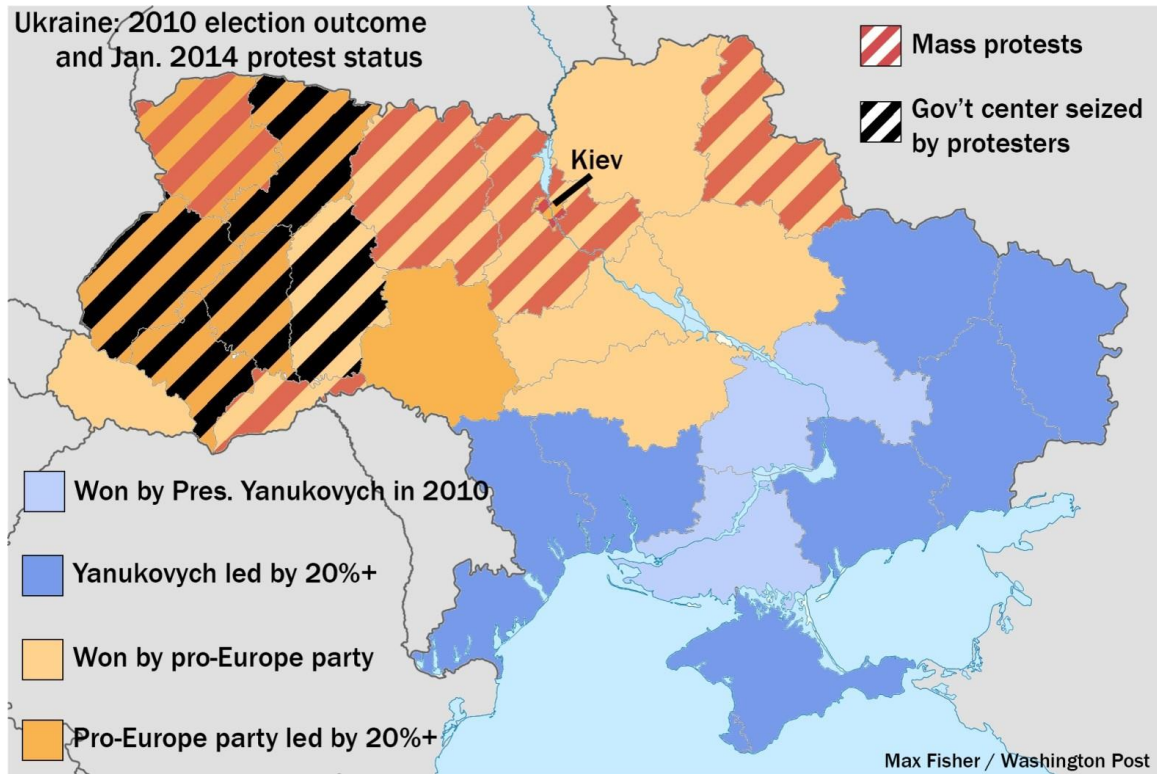 Ukraine: 2010 election outcome
and Jan. 2014 protest status
Mass protests
Gov't center seized
by protesters
Kiev
Won by Pres. Yanukovych in 2010
Yanukovych led by 20%+
Won by pro-Europe party
Pro-Europe party led by 20%+
Max Fisher / Washington Post